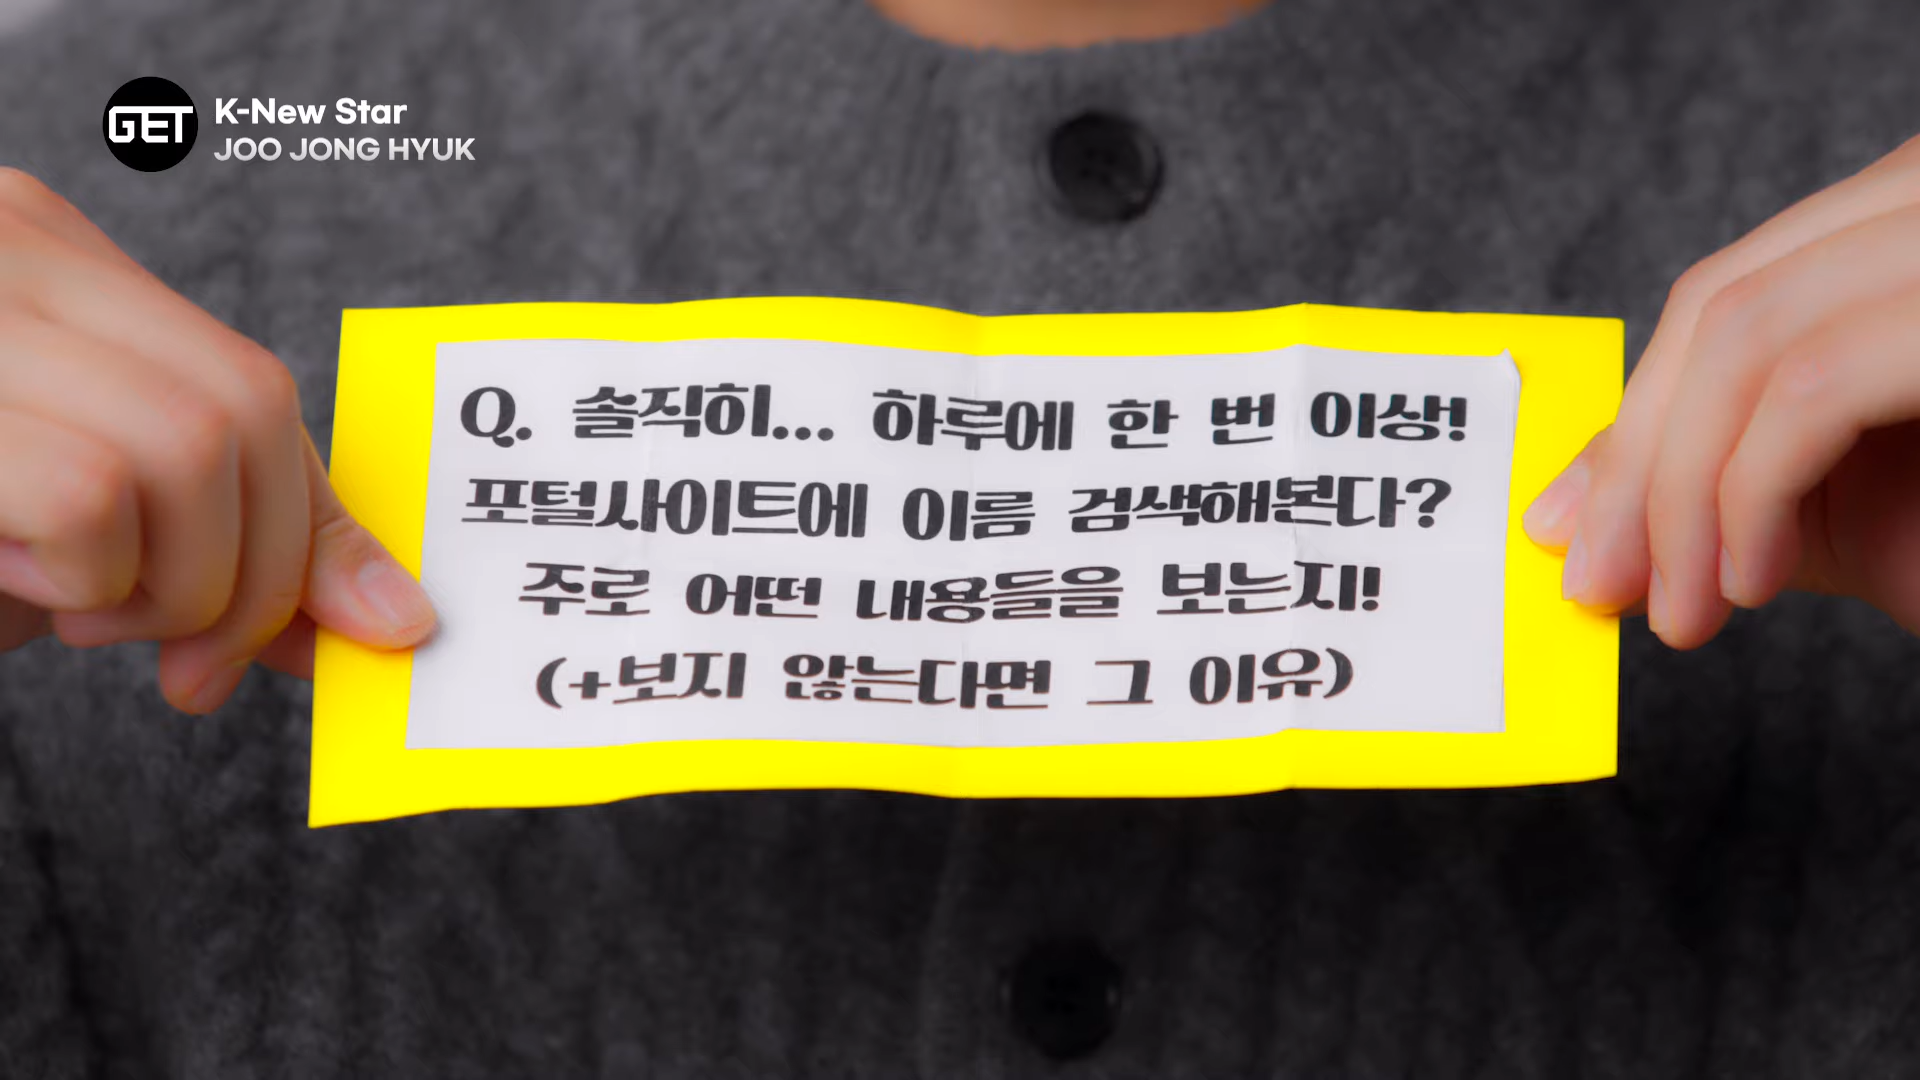 GET
K-New Star
JOO JONG HYUK
Q. 솔직히... 하루에 한 번 이상!
포털사이트에 이름 검색해본다?
주로 어떤 내용들을 보는지!
(+보지 않는다면 그 이유)